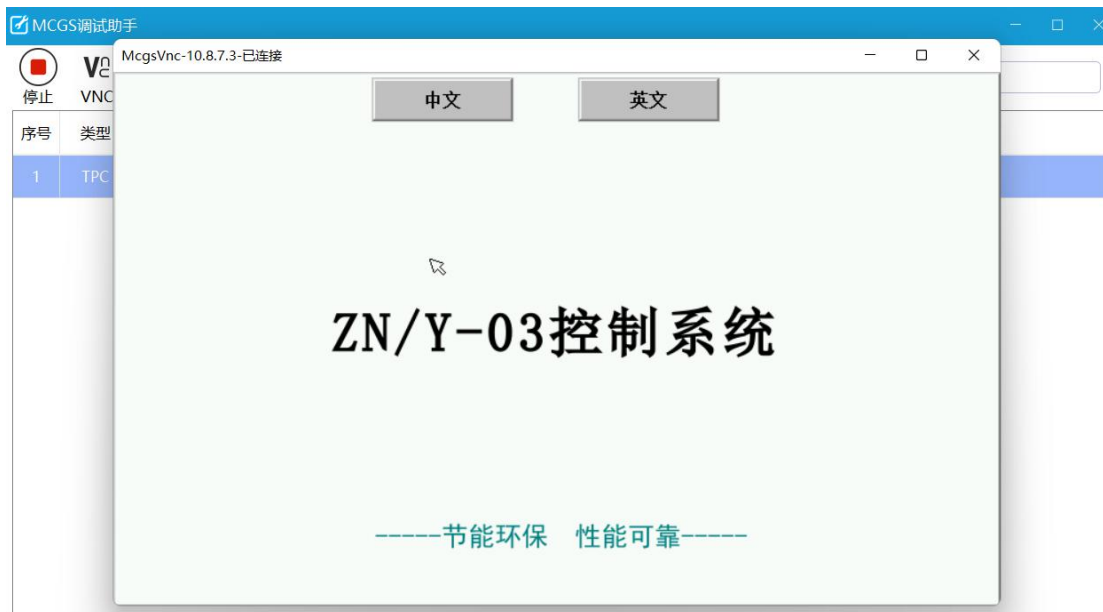 MCGS调试助手
McgsVnc-10.8.7.3-已连接
停止
VNC
中文
英文
序号
类型
1
TPC
ZN/Y-03控制系统
-----节能环保 性能可靠-----